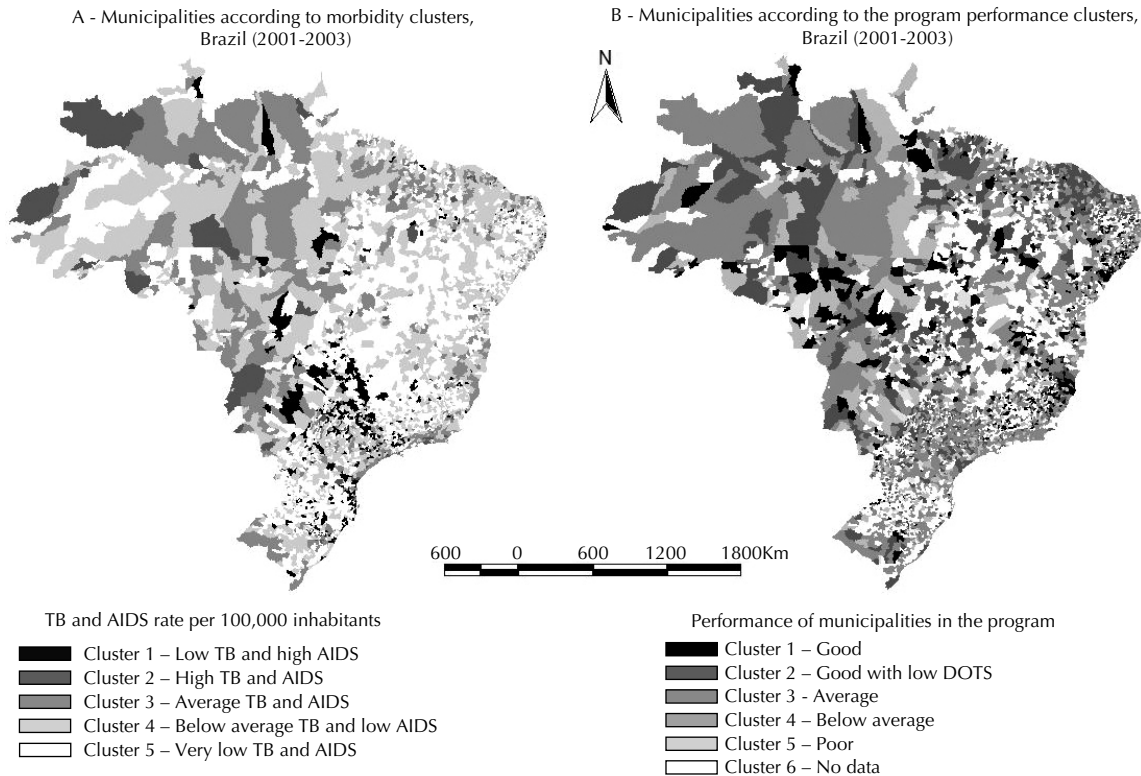 A - Municipalities according to morbidity clusters,
Brazil (2001-2003)
B - Municipalities according to the program performance clusters,
Brazil (2001-2003)
N
600 0 600 1200 1800Km
TB and AIDS rate per 100,000 inhabitants
Cluster 1 – Low TB and high AIDS
Cluster 2 – High TB and AIDS
Cluster 3 – Average TB and AIDS
Cluster 4 – Below average TB and low AIDS
Cluster 5 – Very low TB and AIDS
Performance of municipalities in the program
Cluster 1 – Good
Cluster 2 – Good with low DOTS
Cluster 3 - Average
Cluster 4 – Below average
Cluster 5 – Poor
Cluster 6 – No data